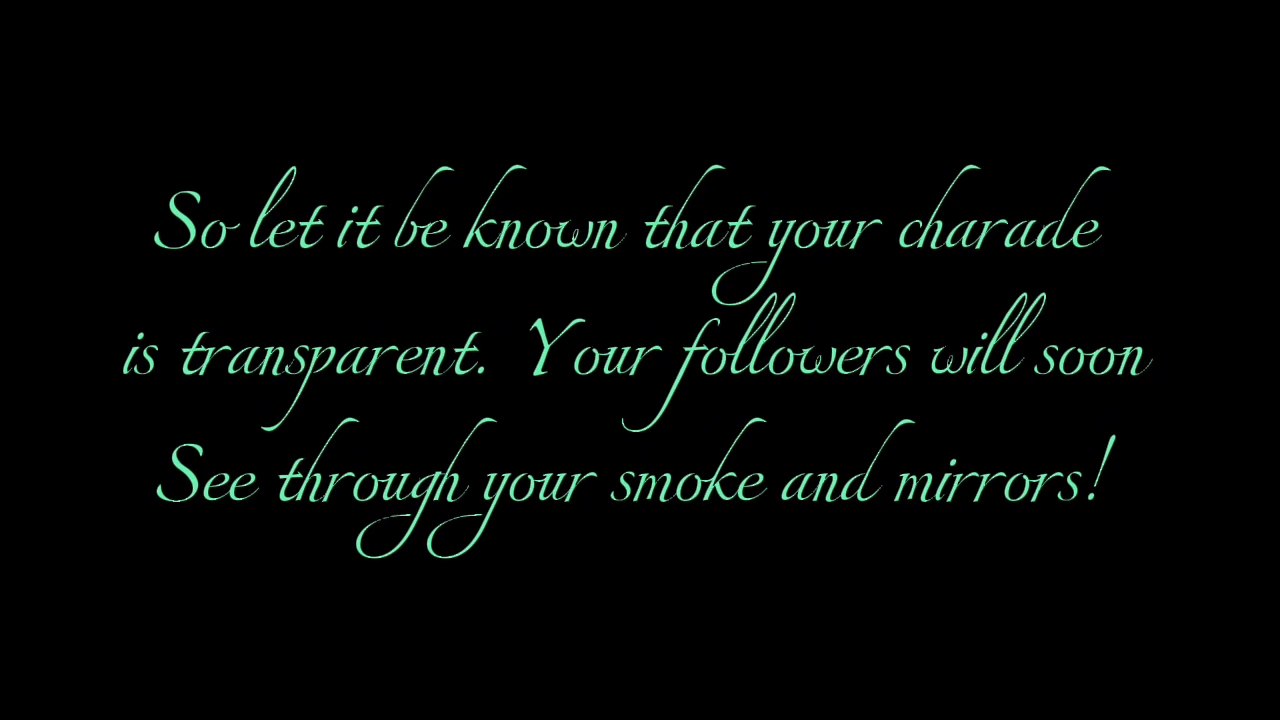 So let it be known that your charade
is transparent. Your followers will soon
See through your smoke and mirrors!